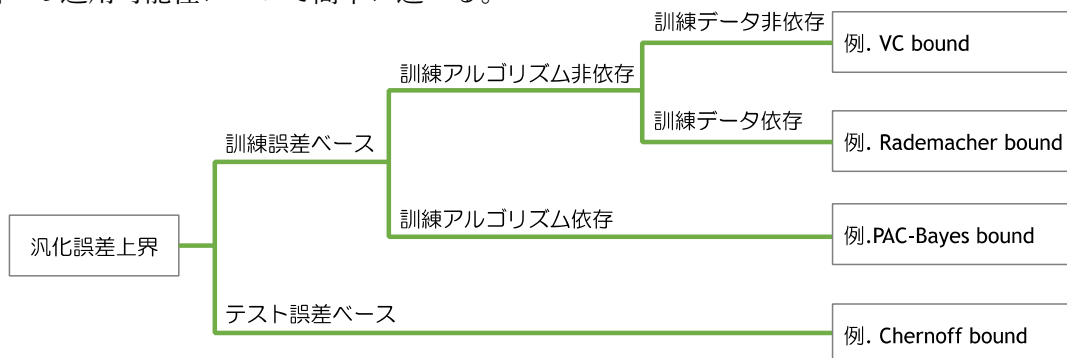 訓練データ非依存
例. VC bound
訓練アルゴリズム非依存
訓練データ依存
例. Rademacher bound
訓練誤差ベース
訓練アルゴリズム依存
例.PAC-Bayes bound
汎化誤差上界
テスト誤差ベース
例. Chernoff bound